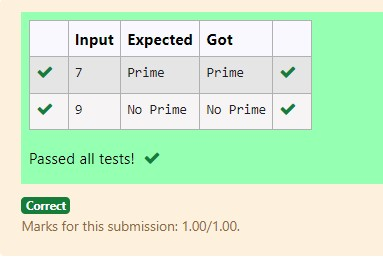 Input Expected Got
7 Prime Prime
9 No Prime No Prime
Passed all tests!
Correct
Marks for this submission: 1.00/1.00.